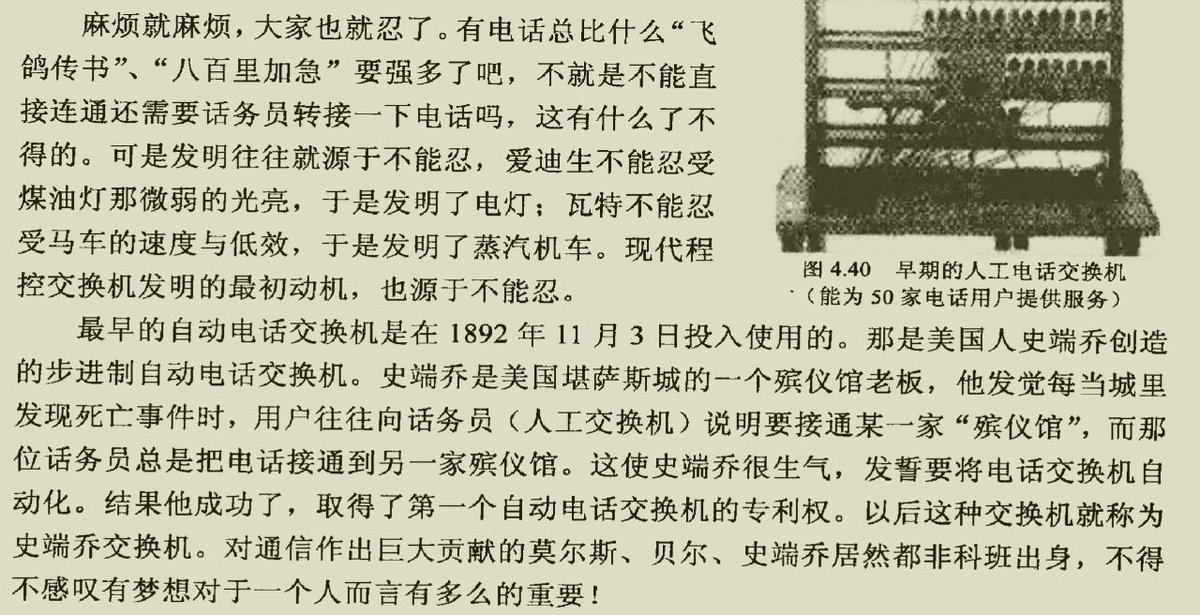 麻烦就麻烦，大家也就忍了。有电话总比什么“飞
鸽传书”、“八百里加急”要强多了吧，不就是不能直
接连通还需要话务员转接一下电话吗，这有什么了不
得的。可是发明往往就源于不能忍，爱迪生不能忍受
煤油灯那微弱的光亮，于是发明了电灯；瓦特不能忍
受马车的速度与低效，于是发明了蒸汽机车。现代程
控交换机发明的最初动机，也源于不能忍。
图 4.40 早期的人工电话交换机
（能为 50 家电话用户提供服务）
最早的自动电话交换机是在 1892 年 11 月 3 日投入使用的。那是美国人史端乔创造
的步进制自动电话交换机。史端乔是美国堪萨斯城的一个殡仪馆老板，他发觉每当城里
发现死亡事件时，用户往往向话务员（人工交换机）说明要接通某一家“殡仪馆”，而那
位话务员总是把电话接通到另一家殡仪馆。这使史端乔很生气，发誓要将电话交换机自
动化。结果他成功了，取得了第一个自动电话交换机的专利权。以后这种交换机就称为
史端乔交换机。对通信作出巨大贡献的莫尔斯、贝尔、史端乔居然都非科班出身，不得
不感叹有梦想对于一个人而言有多么的重要！